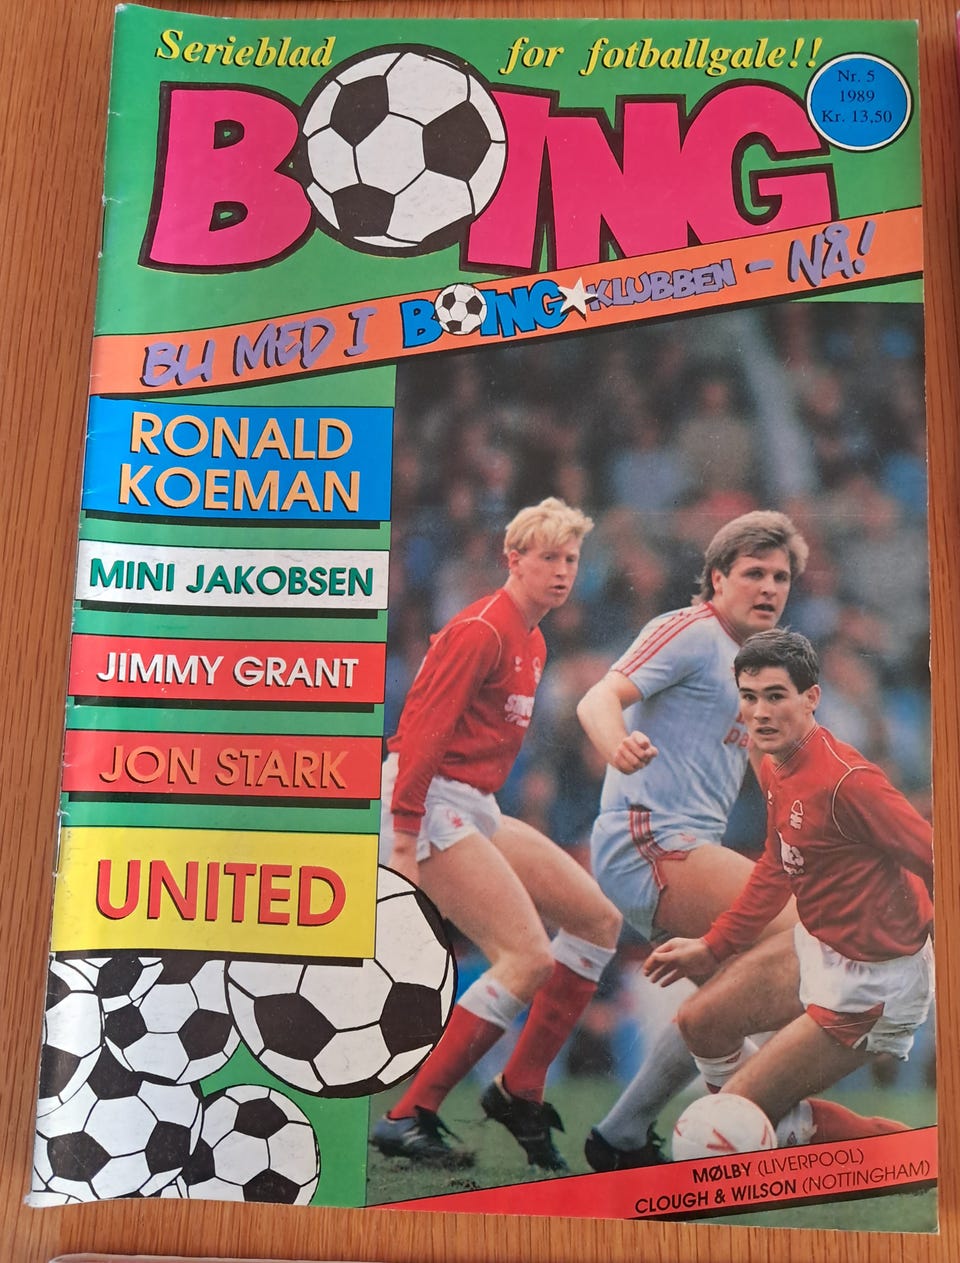 Serieblad for fotballgale!!
BOING
Nr. 5
1989
Kr. 13,50
BLI MED I BOING KLUBBEN - NÅ!
RONALD
KOEMAN
MINI JAKOBSEN
JIMMY GRANT
JON STARK
UNITED
MØLBY (LIVERPOOL)
CLOUGH & WILSON (NOTTINGHAM)